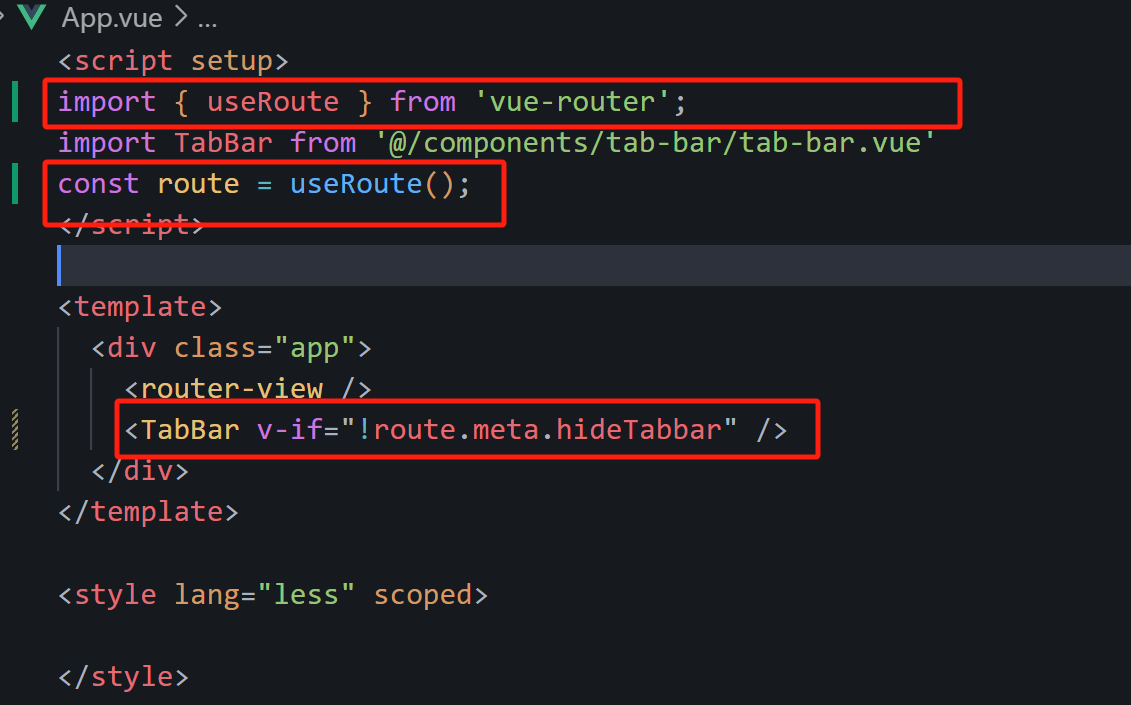 App.vue > ...
<script setup>
import { useRoute } from 'vue-router';
import TabBar from '@/components/tab-bar/tab-bar.vue'
const route = useRoute();
</script>
<template>
<div class="app">
<router-view />
<TabBar v-if="!route.meta.hideTabbar" />
</div>
</template>
<style lang="less" scoped>
</style>